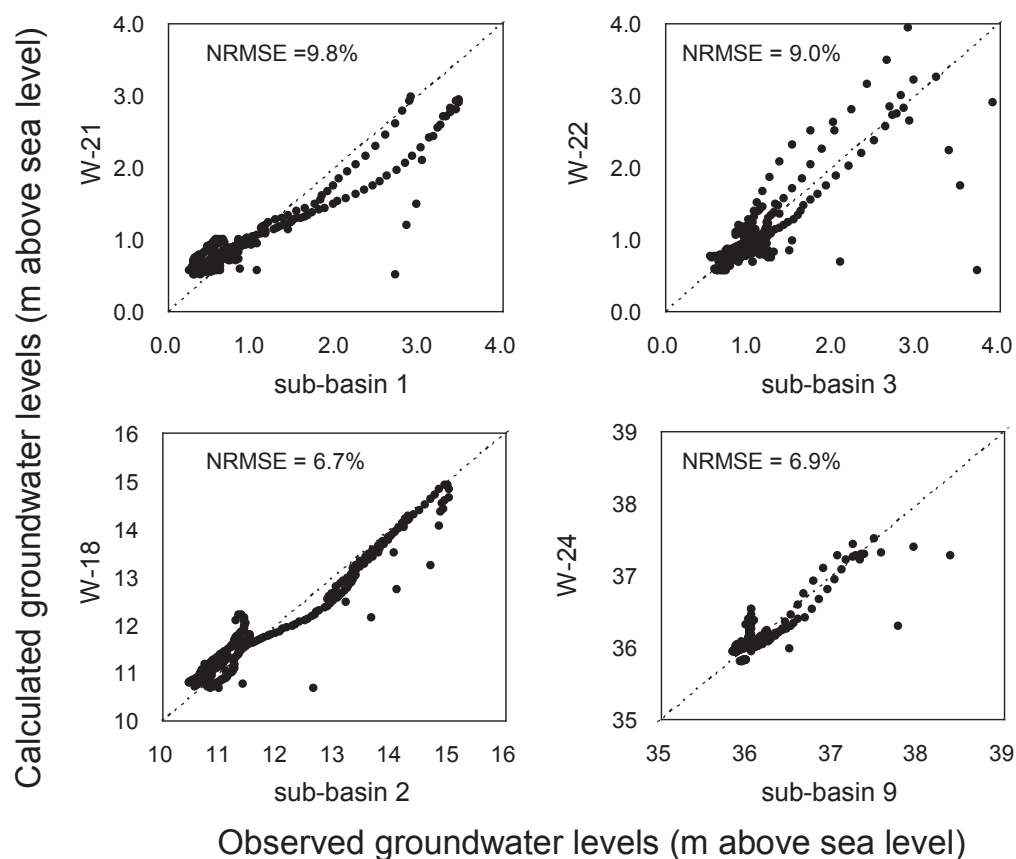 Calculated groundwater levels (m above sea level)
W-21
4.0
3.0
2.0
1.0
0.0
NRMSE =9.8%
0.0 1.0 2.0 3.0 4.0
sub-basin 1
W-22
4.0
3.0
2.0
1.0
0.0
NRMSE = 9.0%
0.0 1.0 2.0 3.0 4.0
sub-basin 3
W-18
16
15
14
13
12
11
10
NRMSE = 6.7%
10 11 12 13 14 15 16
sub-basin 2
W-24
39
38
37
36
35
NRMSE = 6.9%
35 36 37 38 39
sub-basin 9
Observed groundwater levels (m above sea level)